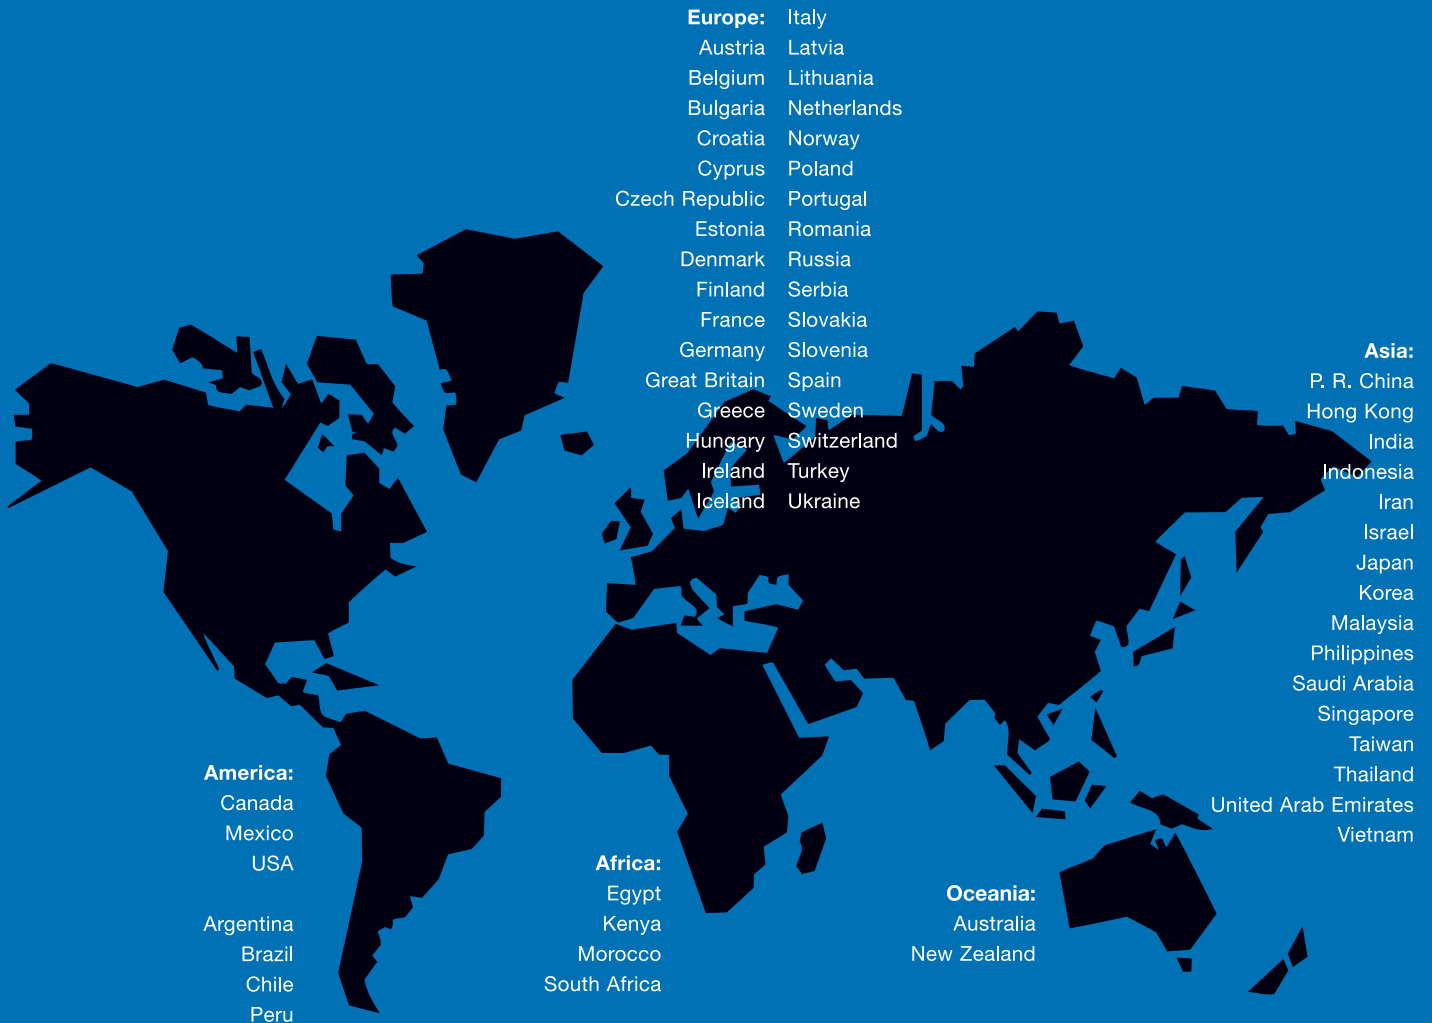 Europe:
Austria
Belgium
Bulgaria
Croatia
Cyprus
Czech Republic
Estonia
Denmark
Finland
France
Germany
Great Britain
Greece
Hungary
Ireland
Iceland
Italy
Latvia
Lithuania
Netherlands
Norway
Poland
Portugal
Romania
Russia
Serbia
Slovakia
Slovenia
Spain
Sweden
Switzerland
Turkey
Ukraine
Asia:
P. R. China
Hong Kong
India
Indonesia
Iran
Israel
Japan
Korea
Malaysia
Philippines
Saudi Arabia
Singapore
Taiwan
Thailand
United Arab Emirates
Vietnam
America:
Canada
Mexico
USA
Argentina
Brazil
Chile
Peru
Africa:
Egypt
Kenya
Morocco
South Africa
Oceania:
Australia
New Zealand